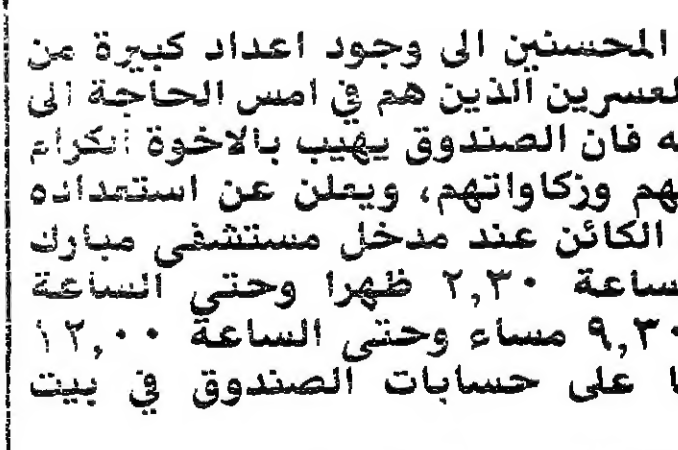 المحسنين الى وجود اعداد كبيرة من
لعسرين الذين هم في امس الحاجة الى
ه فان الصندوق يهيب بالاخوة الكرام
هم وزكاواتهم، ويعلن عن استعداده
الكائن عند مدخل مستشفى مبارك
ساعة ٢,٣٠ ظهرا وحتى الساعة
٩,٣٠ مساء وحتى الساعة ١٢,٠٠
ا على حسابات الصندوق في بيت